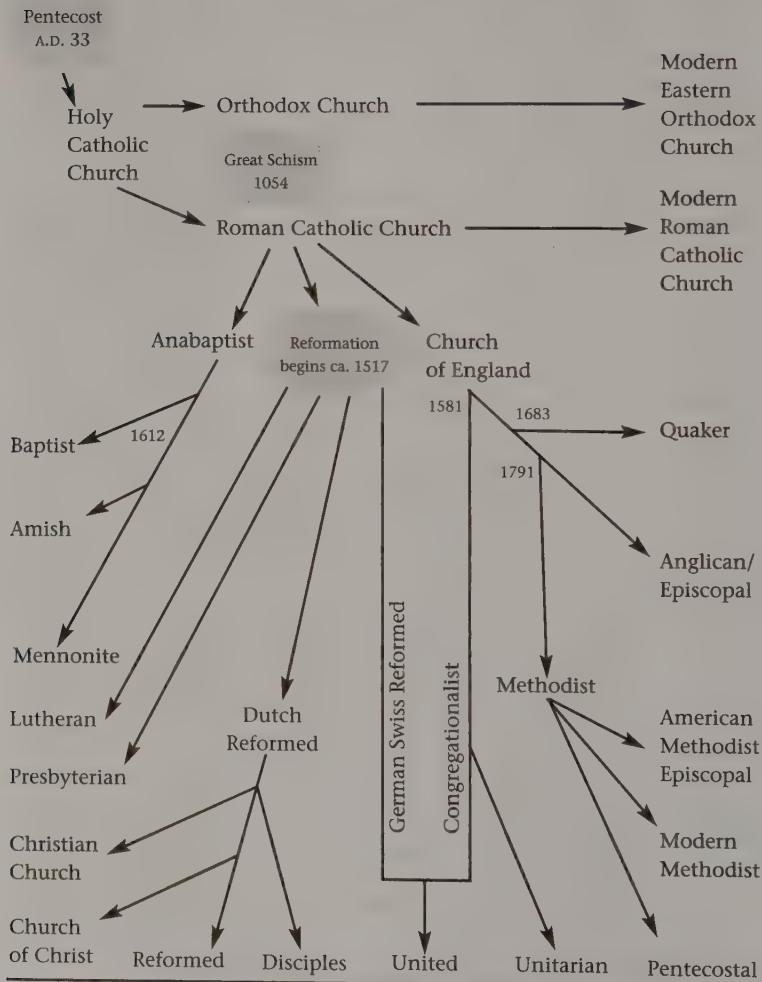 Pentecost
A.D. 33
Holy
Catholic
Church
Orthodox Church
Modern
Eastern
Orthodox
Church
Great Schism
1054
Roman Catholic Church
Modern
Roman
Catholic
Church
Anabaptist
Reformation
begins ca. 1517
Church
of England
1581
1683
Quaker
1612
Baptist
1791
Amish
Anglican/
Episcopal
Mennonite
Lutheran
Presbyterian
Dutch
Reformed
German Swiss Reformed
Congregationalist
Methodist
American
Methodist
Episcopal
Modern
Methodist
Christian
Church
Church
of Christ
Reformed
Disciples
United
Unitarian
Pentecostal